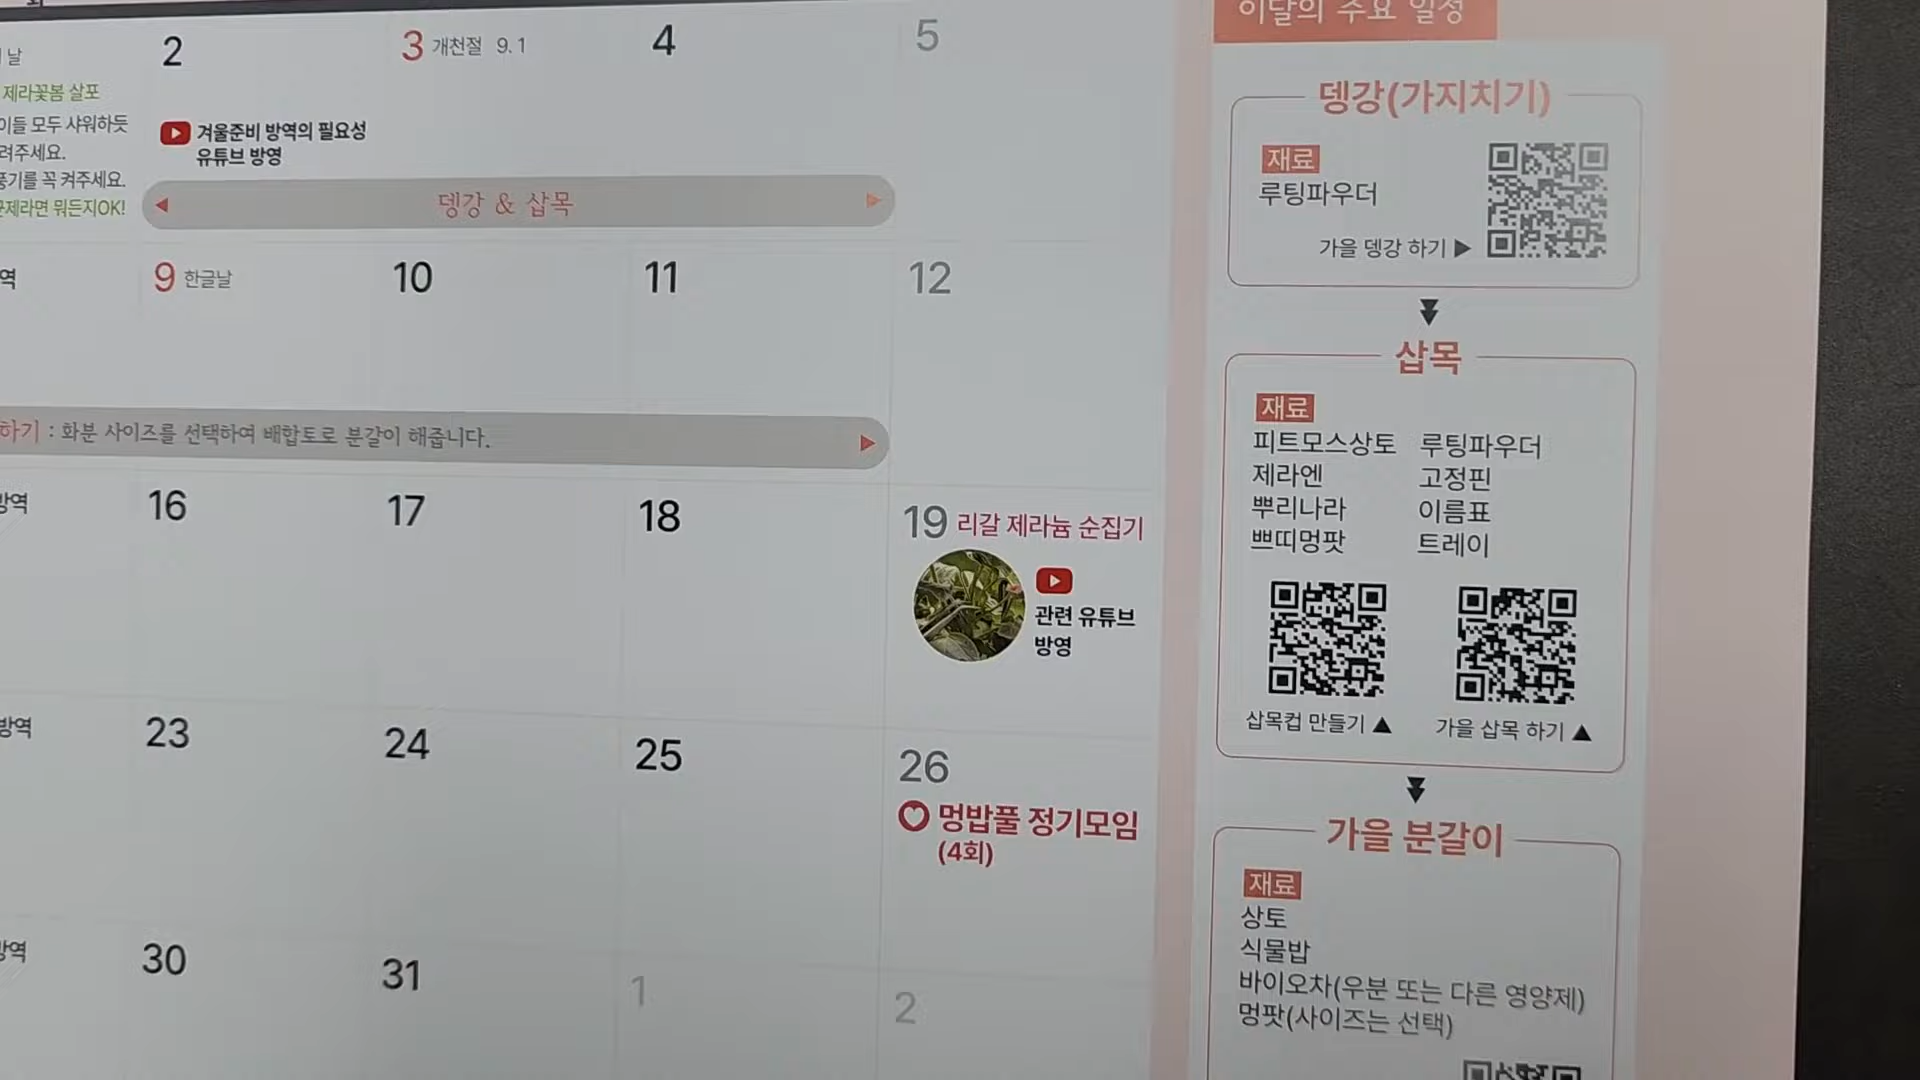 날
2
3 개천절 9. 1
4
5
제라꽃봄 살포
이들 모두 샤워하듯
려주세요.
풍기를 꼭 켜주세요.
제라면 뭐든지OK!
겨울준비 방역의 필요성
유튜브 방영
뎅강 & 삽목
역
9 한글날
10
11
12
하기 : 화분 사이즈를 선택하여 배합토로 분갈이 해줍니다.
방역
16
17
18
19 리갈 제라늄 순집기
관련 유튜브
방영
방역
23
24
25
26
멍밥풀 정기모임
(4회)
방역
30
31
1
2
이달의 주요 일정
뎅강(가지치기)
재료
루팅파우더
가을 뎅강 하기 ▶
삽목
재료
피트모스상토 루팅파우더
제라엔 고정핀
뿌리나라 이름표
쁘띠멍팟 트레이
삽목컵 만들기 ▲
가을 삽목 하기 ▲
가을 분갈이
재료
상토
식물밥
바이오차(우분 또는 다른 영양제)
멍팟(사이즈는 선택)